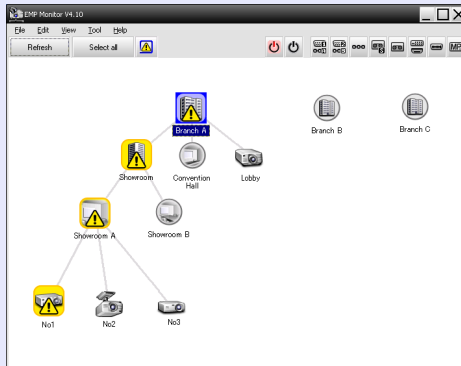 EMP Monitor V4.10
File Edit View Tool Help
Refresh Select all
Branch A Branch B Branch C
Showroom Convention Hall Lobby
Showroom A Showroom B
No1 No2 No3